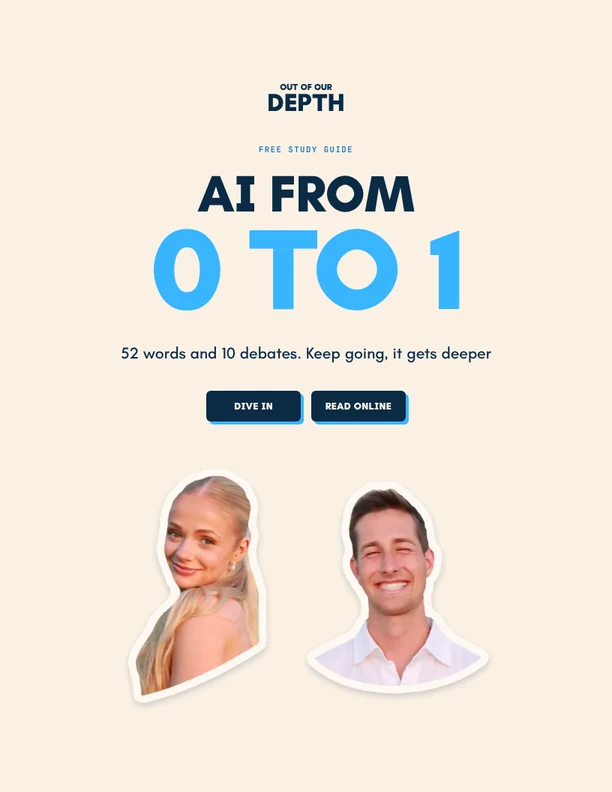 OUT OF OUR
DEPTH
FREE STUDY GUIDE
AI FROM
0 TO 1
52 words and 10 debates. Keep going, it gets deeper
DIVE IN
READ ONLINE